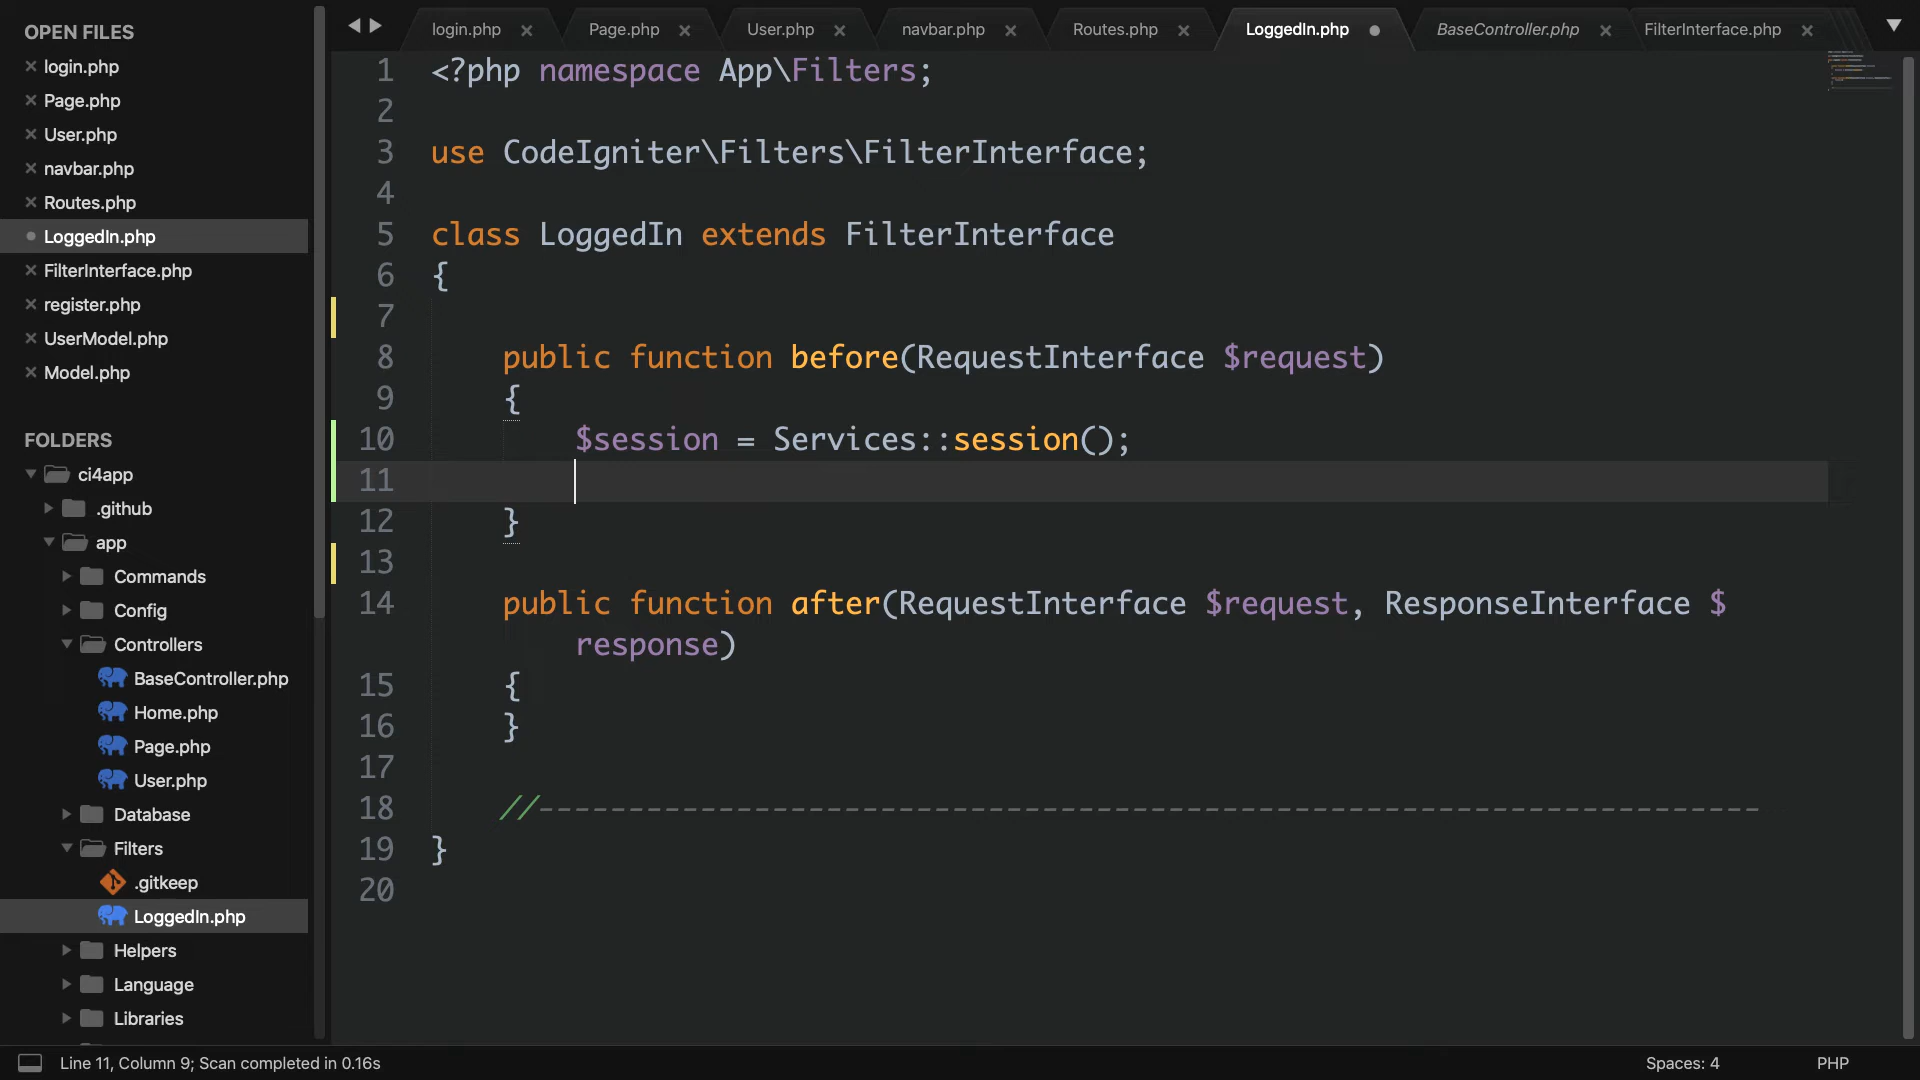 OPEN FILES
login.php
Page.php
User.php
navbar.php
Routes.php
LoggedIn.php
FilterInterface.php
register.php
UserModel.php
Model.php
FOLDERS
ci4app
.github
app
Commands
Config
Controllers
BaseController.php
Home.php
Page.php
User.php
Database
Filters
.gitkeep
LoggedIn.php
Helpers
Language
Libraries
login.php Page.php User.php navbar.php Routes.php LoggedIn.php BaseController.php FilterInterface.php
1 <?php namespace App\Filters;
2
3 use CodeIgniter\Filters\FilterInterface;
4
5 class LoggedIn extends FilterInterface
6 {
7
8 public function before(RequestInterface $request)
9 {
10 $session = Services::session();
11
12 }
13
14 public function after(RequestInterface $request, ResponseInterface $
response)
15 {
16 }
17
18 //--------------------------------------------------------------------
19 }
20
Line 11, Column 9; Scan completed in 0.16s
Spaces: 4
PHP